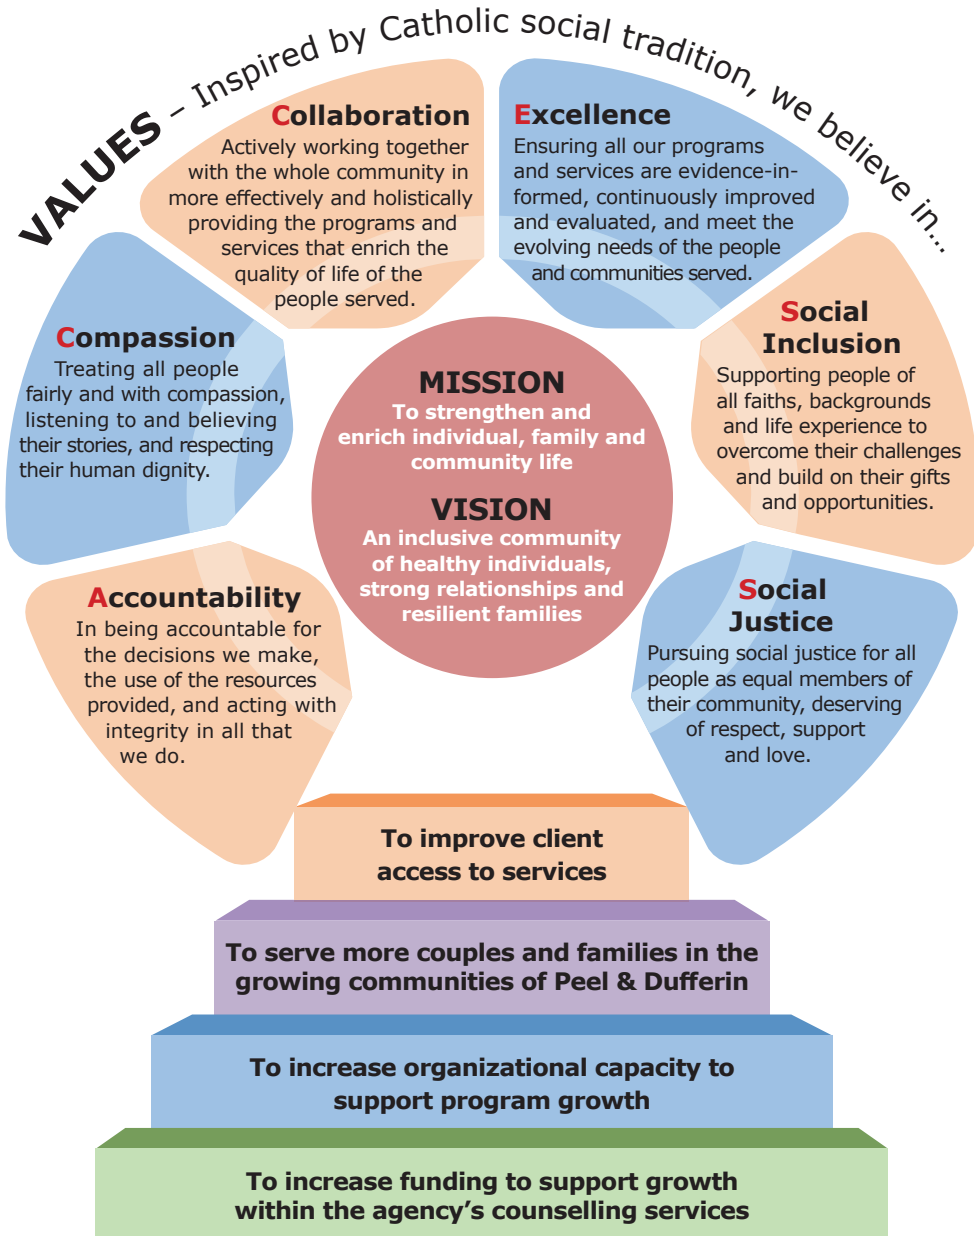 VALUES – Inspired by Catholic social tradition, we believe in...
Collaboration
Actively working together
with the whole community in
more effectively and holistically
providing the programs and
services that enrich the
quality of life of the
people served.
Excellence
Ensuring all our programs
and services are evidence-in-
formed, continuously improved
and evaluated, and meet the
evolving needs of the people
and communities served.
Compassion
Treating all people
fairly and with compassion,
listening to and believing
their stories, and respecting
their human dignity.
Social
Inclusion
Supporting people of
all faiths, backgrounds
and life experience to
overcome their challenges
and build on their gifts
and opportunities.
MISSION
To strengthen and
enrich individual, family and
community life
VISION
An inclusive community
of healthy individuals,
strong relationships and
resilient families
Accountability
In being accountable for
the decisions we make,
the use of the resources
provided, and acting with
integrity in all that
we do.
Social
Justice
Pursuing social justice for all
people as equal members of
their community, deserving
of respect, support
and love.
To improve client
access to services
To serve more couples and families in the
growing communities of Peel & Dufferin
To increase organizational capacity to
support program growth
To increase funding to support growth
within the agency’s counselling services